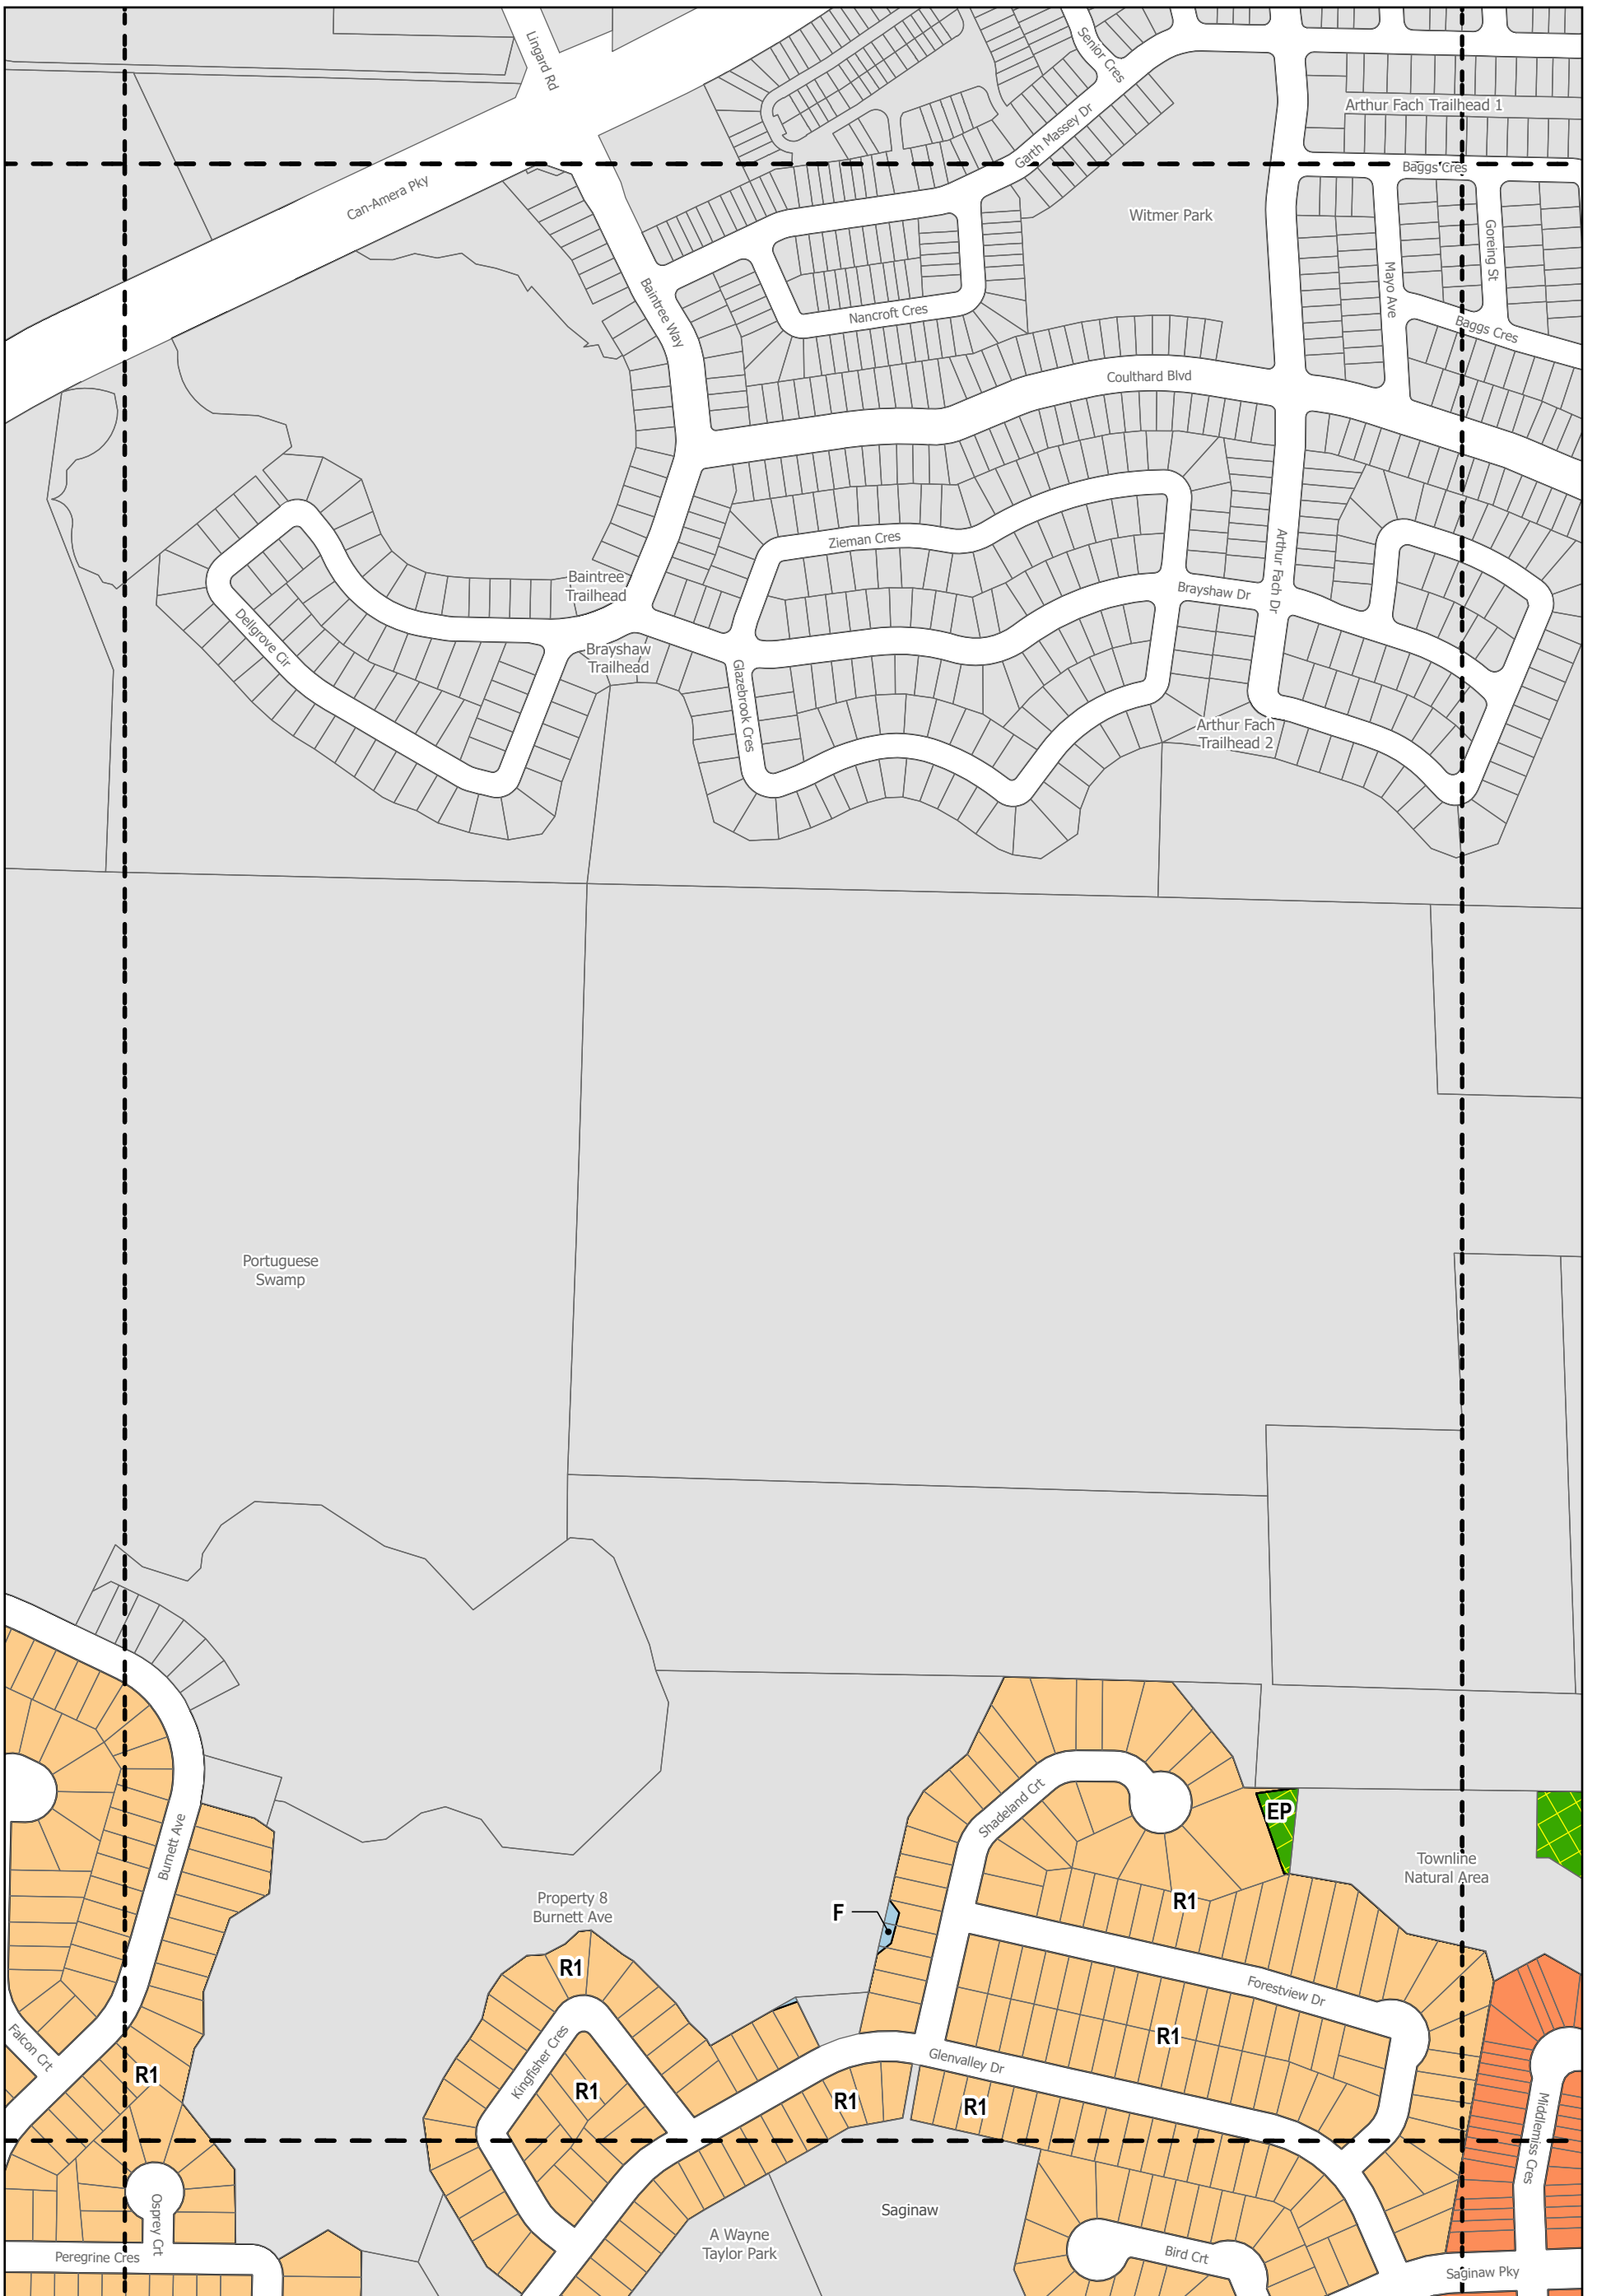 Lingard Rd
Senior Cres
Arthur Fach Trailhead 1
Garth Massey Dr
Baggs Cres
Can-Amera Pky
Witmer Park
Goreing St
Mayo Ave
Baintree Way
Nancroft Cres
Baggs Cres
Coulthard Blvd
Zieman Cres
Arthur Fach Dr
Baintree
Trailhead
Brayshaw Dr
Dellgrove Cir
Brayshaw
Trailhead
Glazebrook Cres
Arthur Fach
Trailhead 2
Portuguese
Swamp
Shadeland Crt
EP
Burnett Ave
Townline
Natural Area
Property 8
Burnett Ave
R1
F
R1
Forestview Dr
Falcon Crt
R1
Kingfisher Cres
R1
R1
Glenvalley Dr
R1
R1
Middlemiss Cres
Osprey Crt
Saginaw
A Wayne
Taylor Park
Peregrine Cres
Bird Crt
Saginaw Pky